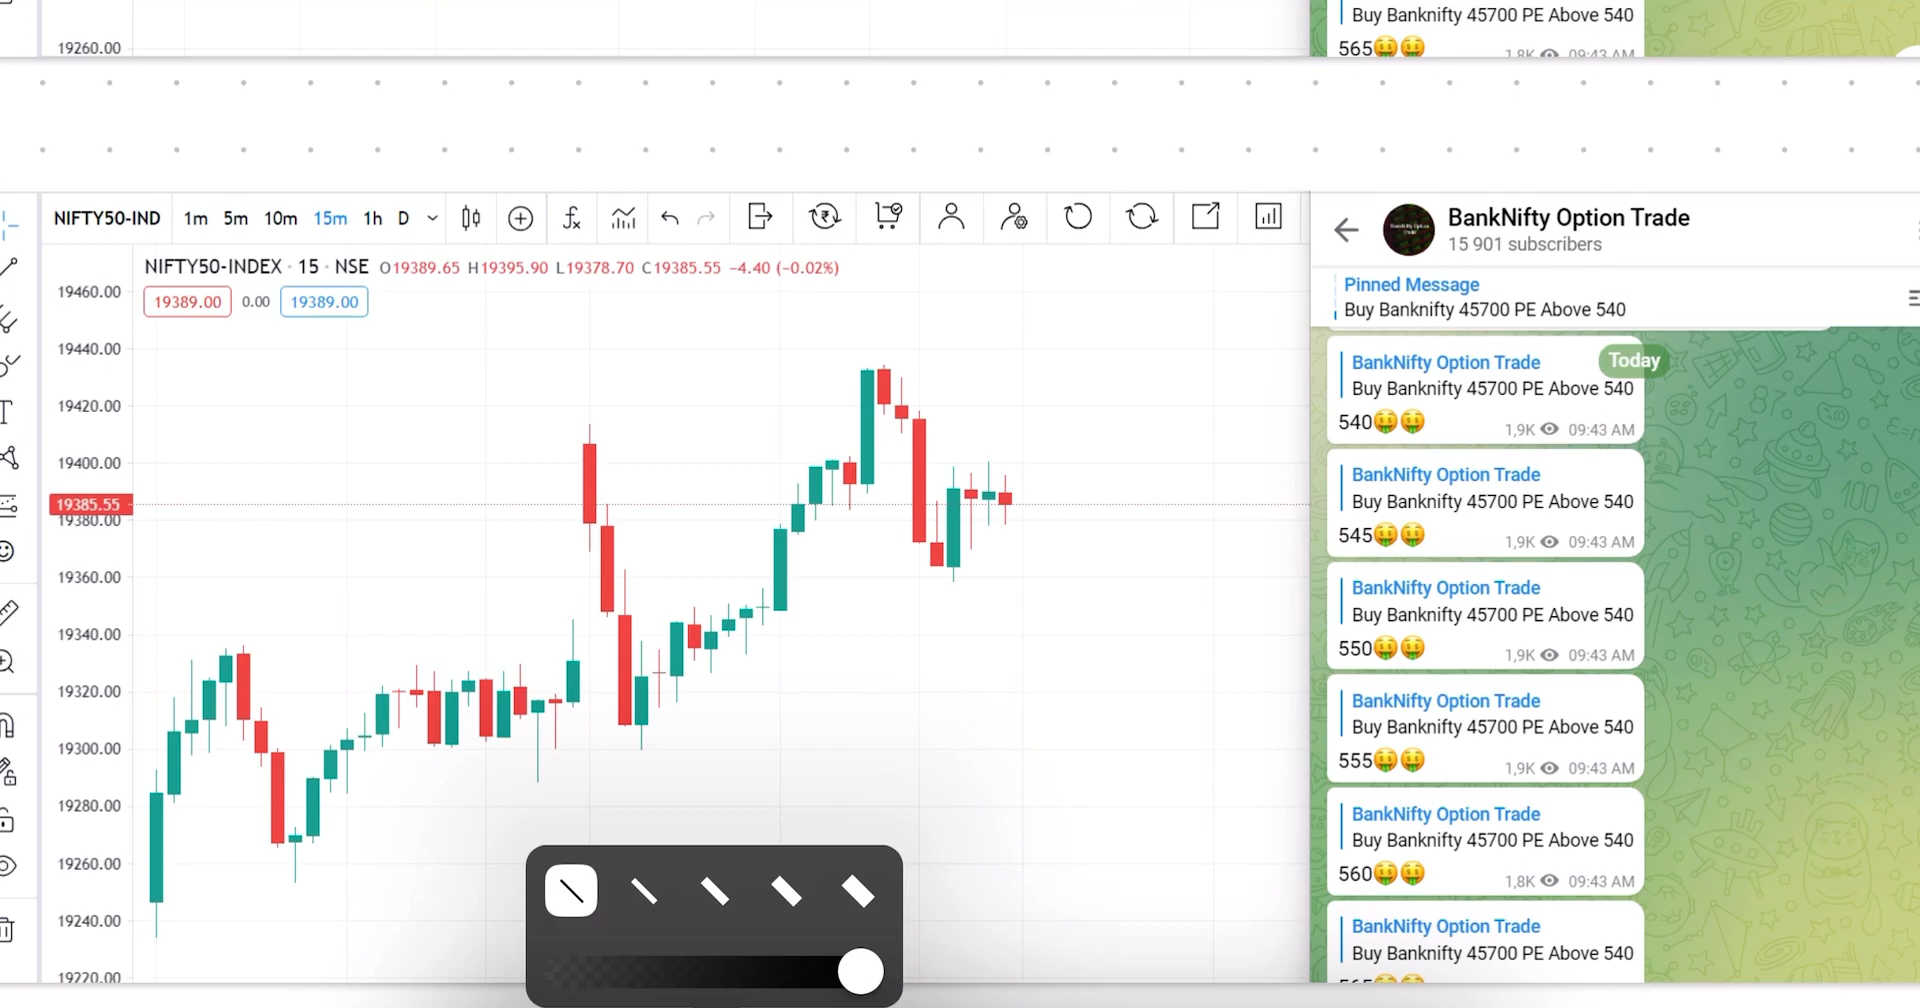 Buy Banknifty 45700 PE Above 540
19260.00
565🤑🤑
1,8K 09:43 AM
NIFTY50-IND 1m 5m 10m 15m 1h D
BankNifty Option Trade
15 901 subscribers
NIFTY50-INDEX · 15 · NSE O19389.65 H19395.90 L19378.70 C19385.55 −4.40 (−0.02%)
19389.00 0.00 19389.00
Pinned Message
Buy Banknifty 45700 PE Above 540
19460.00
19440.00
19420.00
19400.00
19385.55
19380.00
19360.00
19340.00
19320.00
19300.00
19280.00
19260.00
19240.00
19270.00
Today
BankNifty Option Trade
Buy Banknifty 45700 PE Above 540
540🤑🤑
1,9K 09:43 AM
BankNifty Option Trade
Buy Banknifty 45700 PE Above 540
545🤑🤑
1,9K 09:43 AM
BankNifty Option Trade
Buy Banknifty 45700 PE Above 540
550🤑🤑
1,9K 09:43 AM
BankNifty Option Trade
Buy Banknifty 45700 PE Above 540
555🤑🤑
1,9K 09:43 AM
BankNifty Option Trade
Buy Banknifty 45700 PE Above 540
560🤑🤑
1,8K 09:43 AM
BankNifty Option Trade
Buy Banknifty 45700 PE Above 540